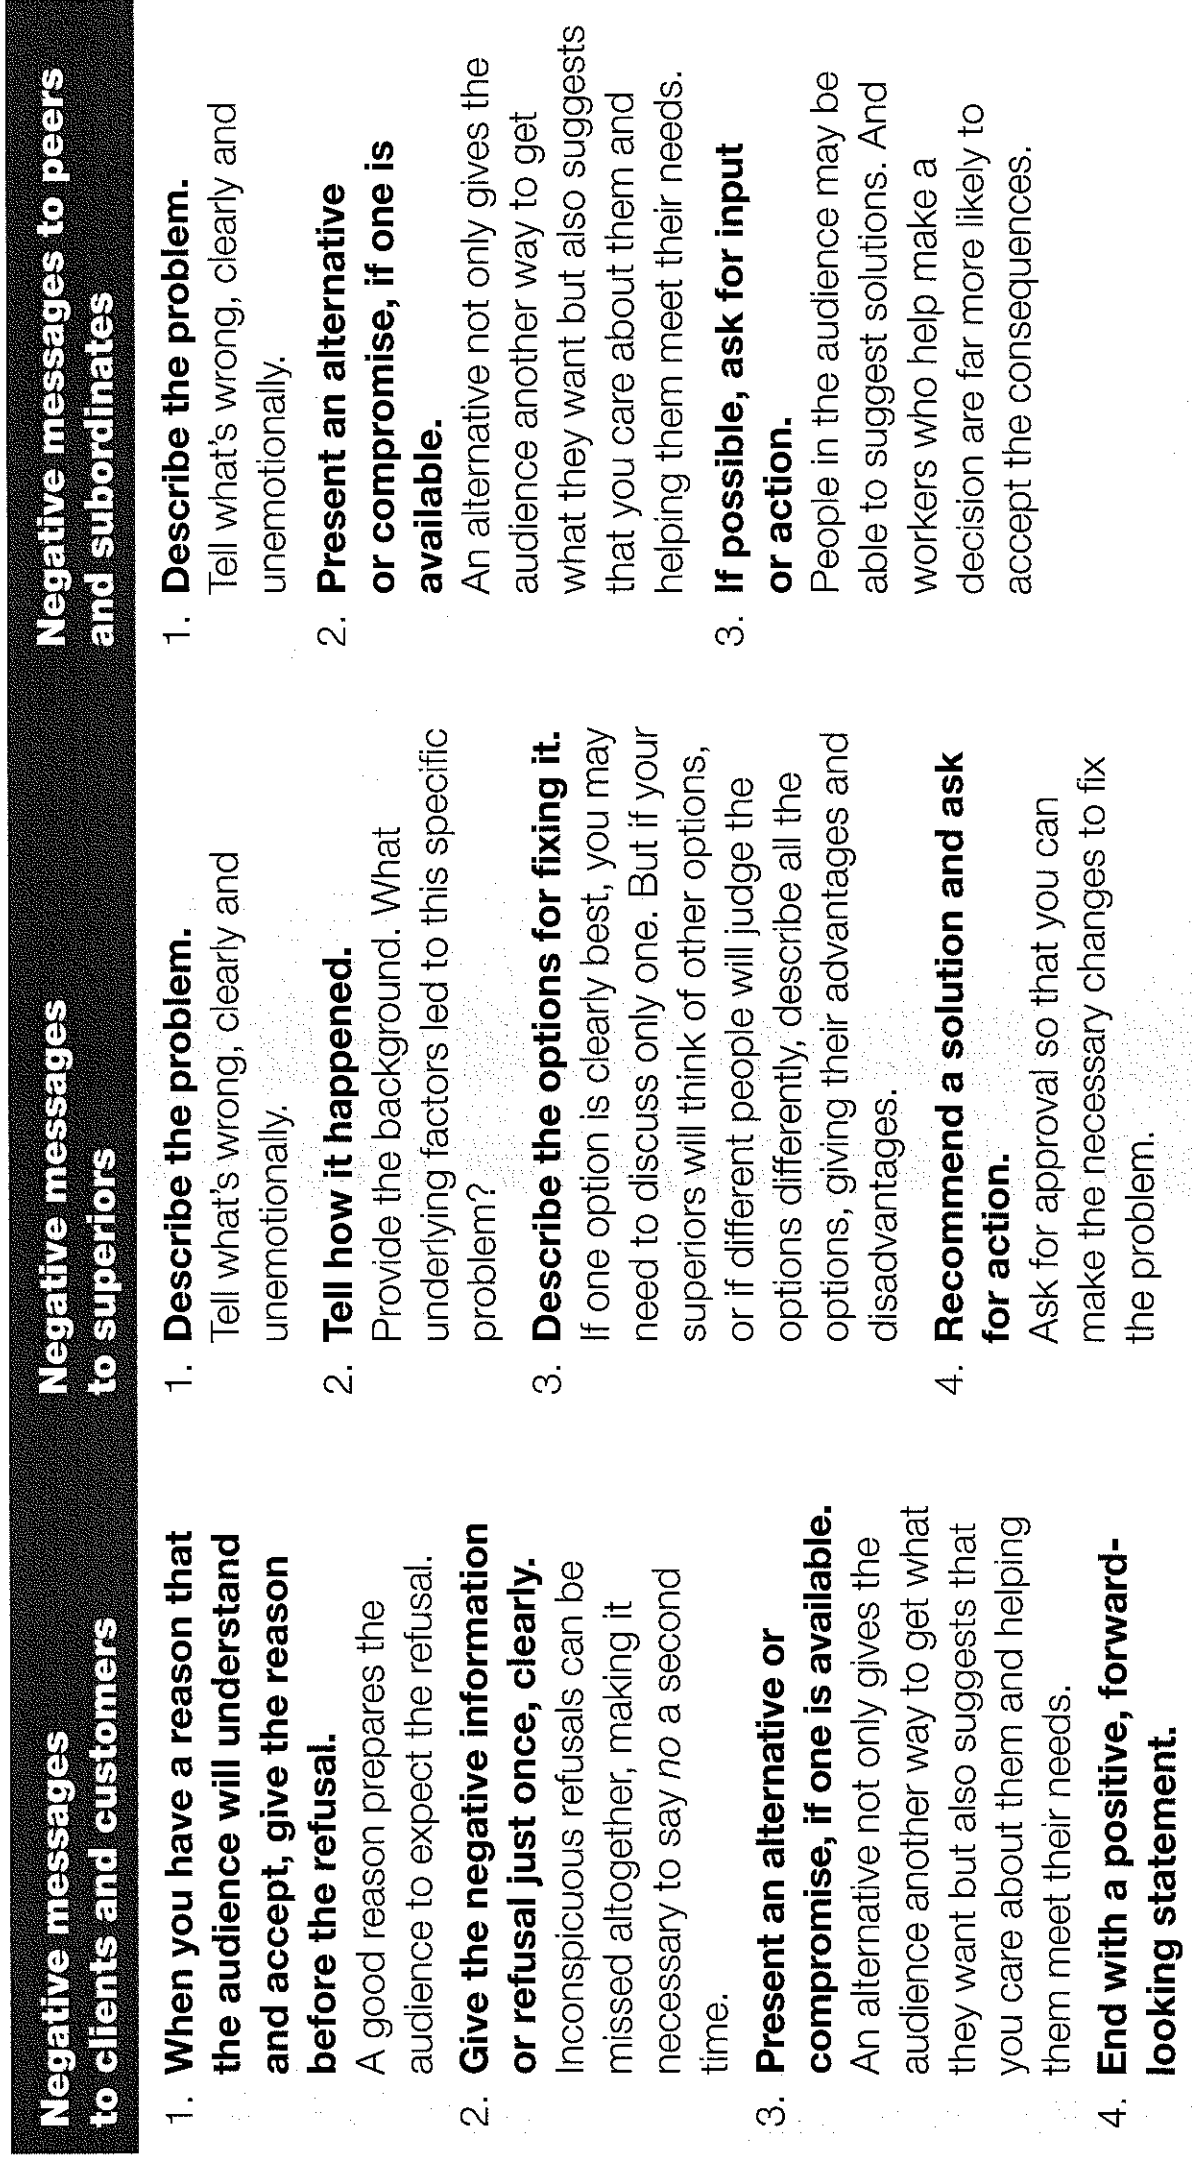 Negative messages
to clients and customers
1. When you have a reason that
the audience will understand
and accept, give the reason
before the refusal.
A good reason prepares the
audience to expect the refusal.
2. Give the negative information
or refusal just once, clearly.
Inconspicuous refusals can be
missed altogether, making it
necessary to say no a second
time.
3. Present an alternative or
compromise, if one is available.
An alternative not only gives the
audience another way to get what
they want but also suggests that
you care about them and helping
them meet their needs.
4. End with a positive, forward-
looking statement.
Negative messages
to superiors
1. Describe the problem.
Tell what's wrong, clearly and
unemotionally.
2. Tell how it happened.
Provide the background. What
underlying factors led to this specific
problem?
3. Describe the options for fixing it.
If one option is clearly best, you may
need to discuss only one. But if your
superiors will think of other options,
or if different people will judge the
options differently, describe all the
options, giving their advantages and
disadvantages.
4. Recommend a solution and ask
for action.
Ask for approval so that you can
make the necessary changes to fix
the problem.
Negative messages to peers
and subordinates
1. Describe the problem.
Tell what's wrong, clearly and
unemotionally.
2. Present an alternative
or compromise, if one is
available.
An alternative not only gives the
audience another way to get
what they want but also suggests
that you care about them and
helping them meet their needs.
3. If possible, ask for input
or action.
People in the audience may be
able to suggest solutions. And
workers who help make a
decision are far more likely to
accept the consequences.